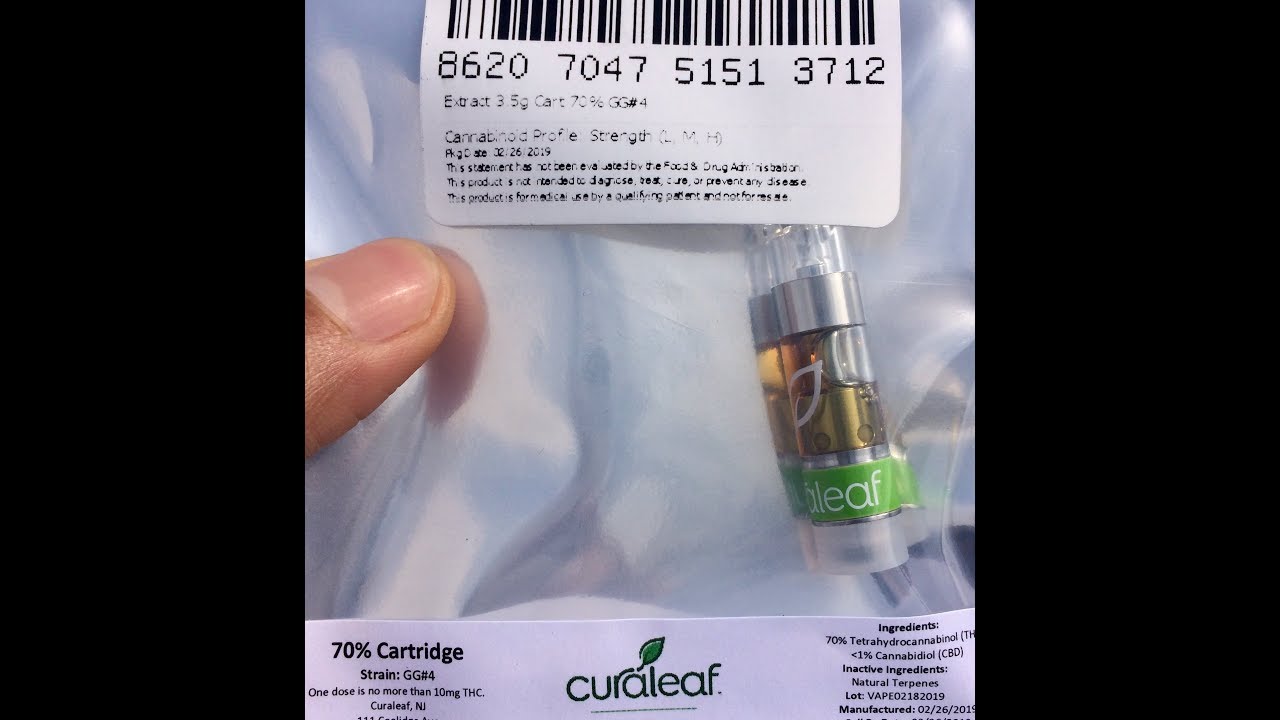 8620 7047 5151 3712
Extract 3.5g Cart 70% GG#4
Cannabinoid Profile: Strength (L, M, H)
Pkg Date: 02/26/2019
This statement has not been evaluated by the Food & Drug Administration.
This product is not intended to diagnose, treat, cure, or prevent any disease.
This product is for medical use by a qualifying patient and not for resale.
aleaf
70% Cartridge
Strain: GG#4
One dose is no more than 10mg THC.
Curaleaf, NJ
curaleaf
Ingredients:
70% Tetrahydrocannabinol (TH
<1% Cannabidiol (CBD)
Inactive Ingredients:
Natural Terpenes
Lot: VAPE02182019
Manufactured: 02/26/2019